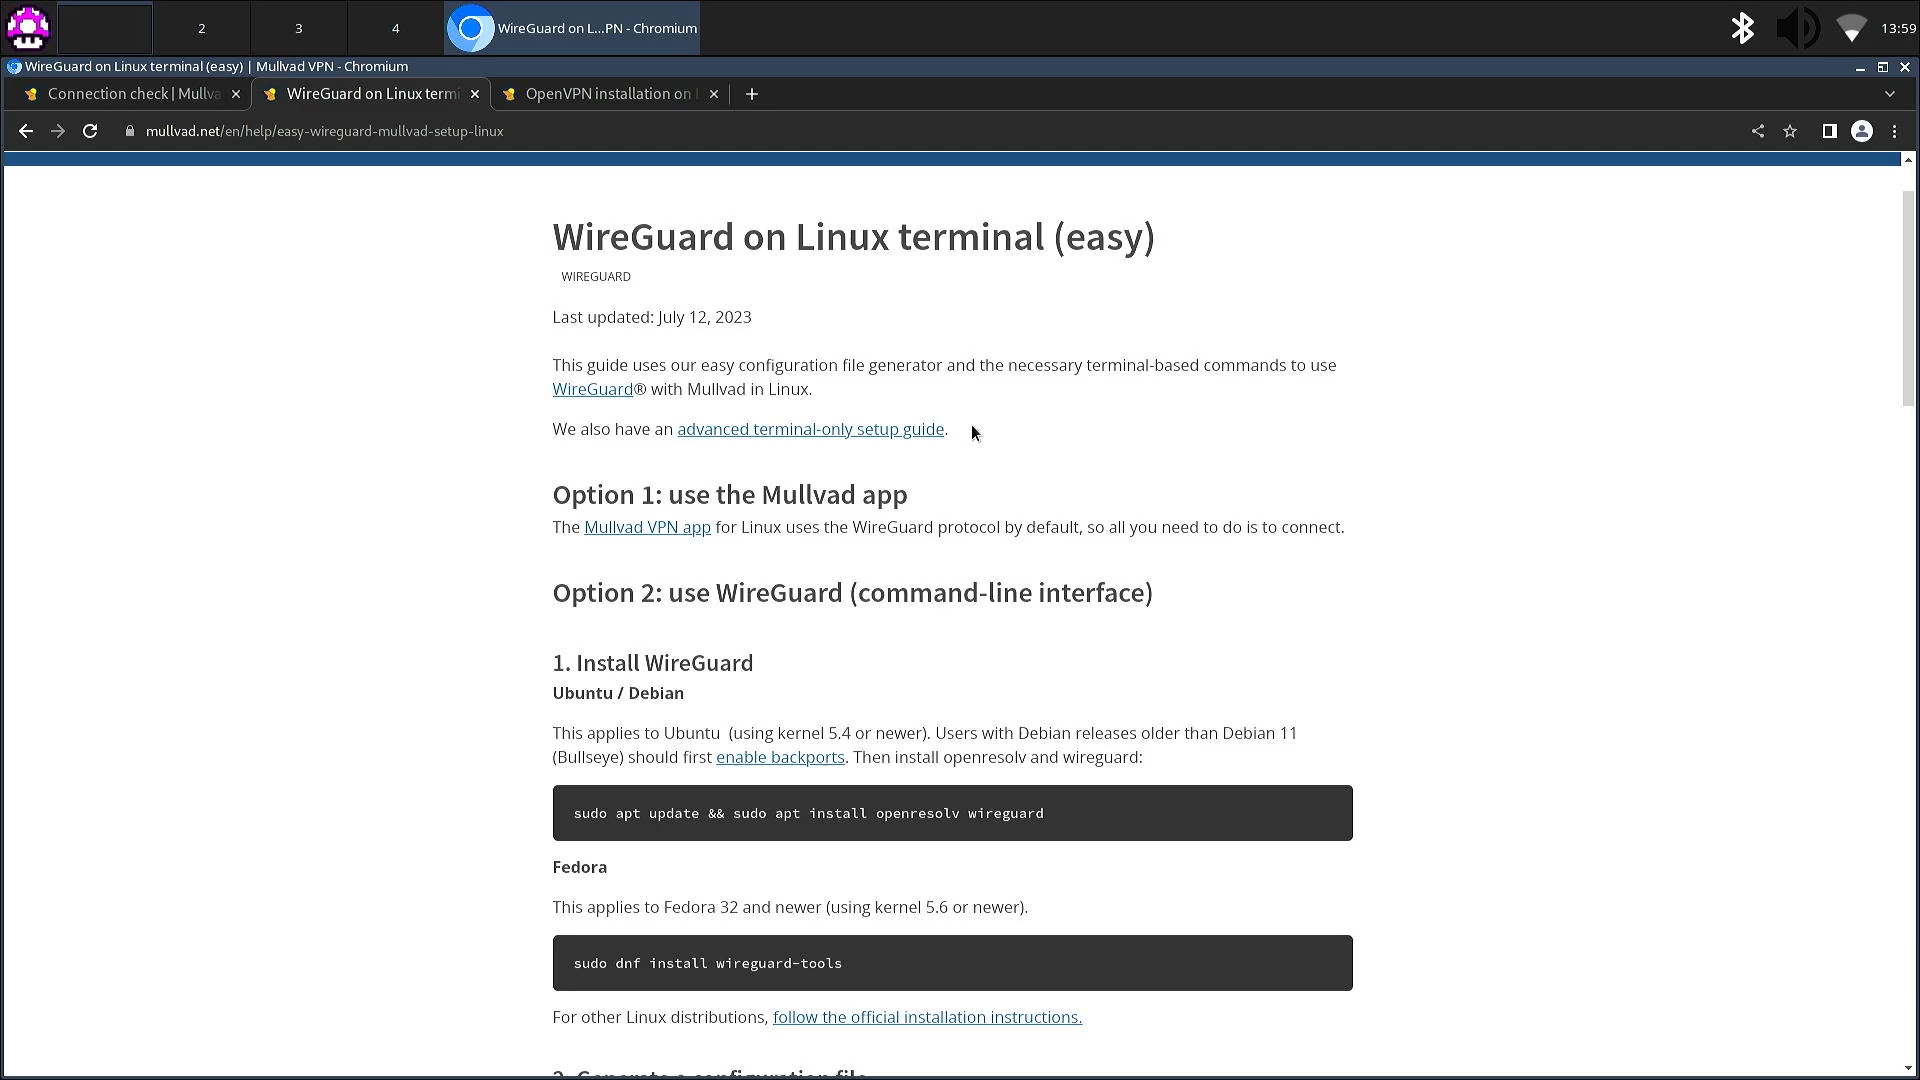 2
3
4
WireGuard on L...PN - Chromium
13:59
WireGuard on Linux terminal (easy) | Mullvad VPN - Chromium
Connection check | Mullva
WireGuard on Linux termi
OpenVPN installation on
mullvad.net/en/help/easy-wireguard-mullvad-setup-linux
WireGuard on Linux terminal (easy)
WIREGUARD
Last updated: July 12, 2023
This guide uses our easy configuration file generator and the necessary terminal-based commands to use
WireGuard® with Mullvad in Linux.
We also have an advanced terminal-only setup guide.
Option 1: use the Mullvad app
The Mullvad VPN app for Linux uses the WireGuard protocol by default, so all you need to do is to connect.
Option 2: use WireGuard (command-line interface)
1. Install WireGuard
Ubuntu / Debian
This applies to Ubuntu (using kernel 5.4 or newer). Users with Debian releases older than Debian 11
(Bullseye) should first enable backports. Then install openresolv and wireguard:
sudo apt update && sudo apt install openresolv wireguard
Fedora
This applies to Fedora 32 and newer (using kernel 5.6 or newer).
sudo dnf install wireguard-tools
For other Linux distributions, follow the official installation instructions.
2. Generate a configuration file